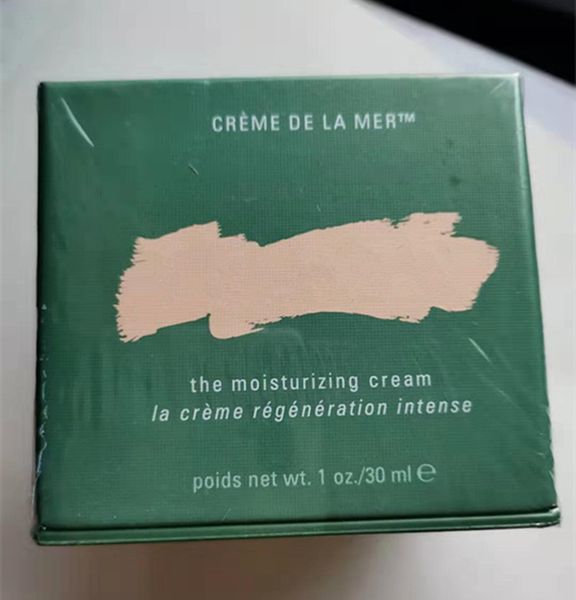 CRÈME DE LA MER™
the moisturizing cream
la crème régénération intense
poids net wt. 1 oz./30 ml ℮